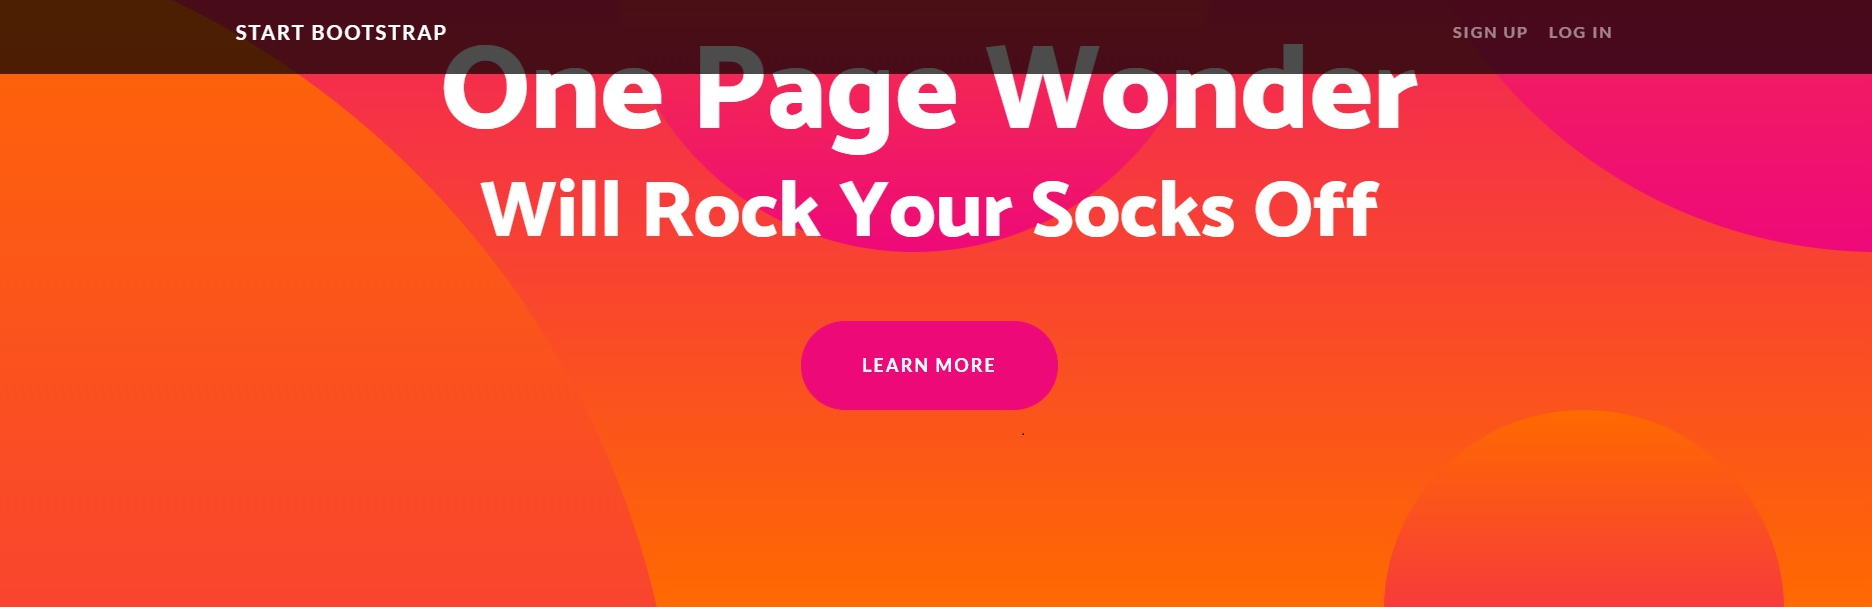 START BOOTSTRAP
SIGN UP LOG IN
One Page Wonder
Will Rock Your Socks Off
LEARN MORE